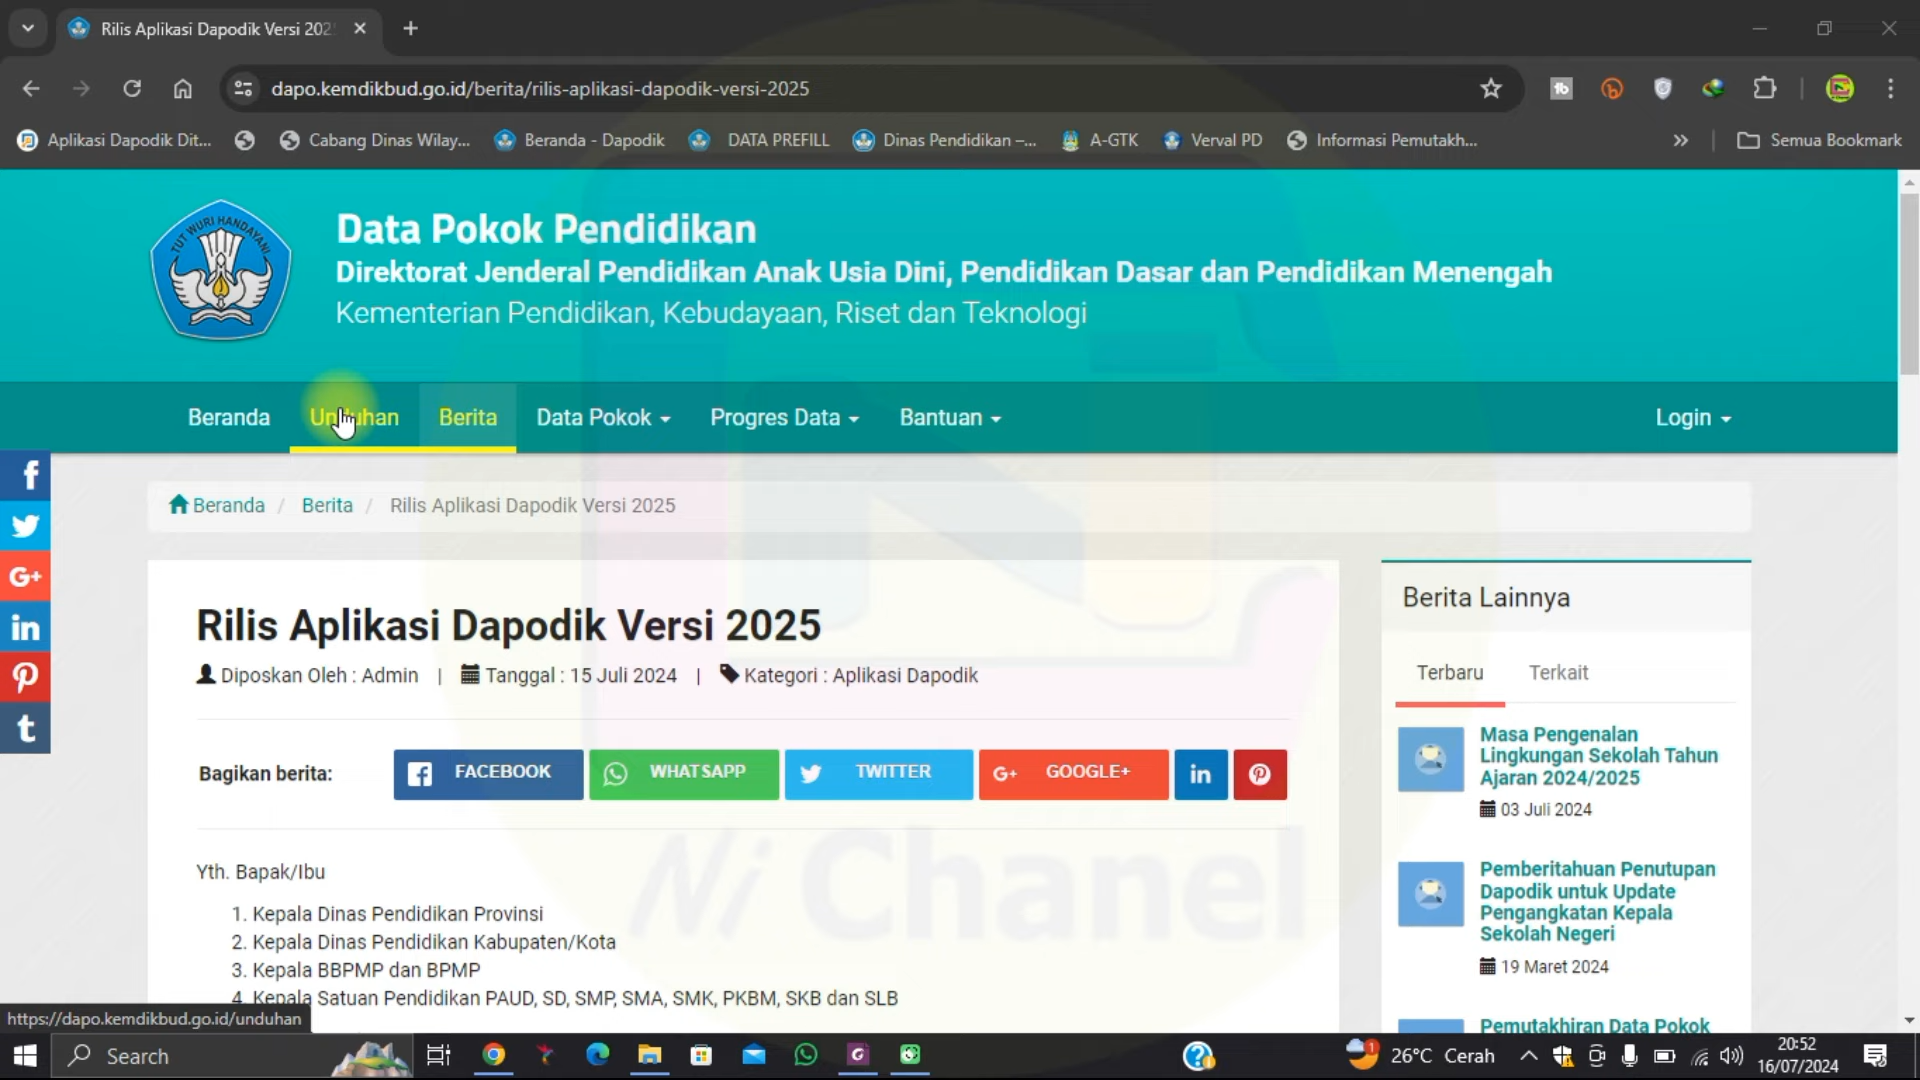 Rilis Aplikasi Dapodik Versi 202
dapo.kemdikbud.go.id/berita/rilis-aplikasi-dapodik-versi-2025
Aplikasi Dapodik Dit... Cabang Dinas Wilay... Beranda - Dapodik DATA PREFILL Dinas Pendidikan –... A-GTK Verval PD Informasi Pemutakh... » Semua Bookmark
TUT WURI HANDAYANI
Data Pokok Pendidikan
Direktorat Jenderal Pendidikan Anak Usia Dini, Pendidikan Dasar dan Pendidikan Menengah
Kementerian Pendidikan, Kebudayaan, Riset dan Teknologi
Beranda Unduhan Berita Data Pokok Progres Data Bantuan Login
Beranda / Berita / Rilis Aplikasi Dapodik Versi 2025
Rilis Aplikasi Dapodik Versi 2025
Diposkan Oleh : Admin | Tanggal : 15 Juli 2024 | Kategori : Aplikasi Dapodik
Bagikan berita: FACEBOOK WHATSAPP TWITTER G+ GOOGLE+ in
Yth. Bapak/Ibu
1. Kepala Dinas Pendidikan Provinsi
2. Kepala Dinas Pendidikan Kabupaten/Kota
3. Kepala BBPMP dan BPMP
4. Kepala Satuan Pendidikan PAUD, SD, SMP, SMA, SMK, PKBM, SKB dan SLB
Berita Lainnya
Terbaru Terkait
Masa Pengenalan
Lingkungan Sekolah Tahun
Ajaran 2024/2025
03 Juli 2024
Pemberitahuan Penutupan
Dapodik untuk Update
Pengangkatan Kepala
Sekolah Negeri
19 Maret 2024
Pemutakhiran Data Pokok
Ni Chanel
https://dapo.kemdikbud.go.id/unduhan
Search
26°C Cerah
20:52
16/07/2024